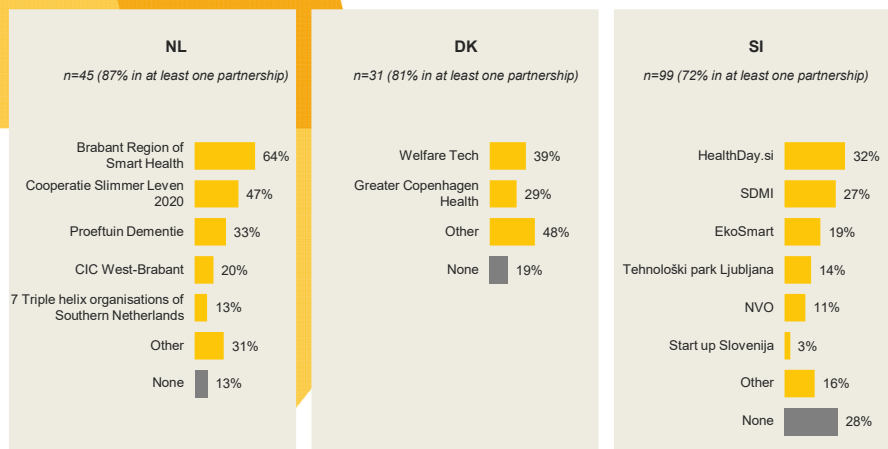 NL
n=45 (87% in at least one partnership)
Brabant Region of
Smart Health
64%
Cooperatie Slimmer Leven
2020
47%
Proeftuin Dementie
33%
CIC West-Brabant
20%
7 Triple helix organisations of
Southern Netherlands
13%
Other
31%
None
13%
DK
n=31 (81% in at least one partnership)
Welfare Tech
39%
Greater Copenhagen
Health
29%
Other
48%
None
19%
SI
n=99 (72% in at least one partnership)
HealthDay.si
32%
SDMI
27%
EkoSmart
19%
Tehnološki park Ljubljana
14%
NVO
11%
Start up Slovenija
3%
Other
16%
None
28%